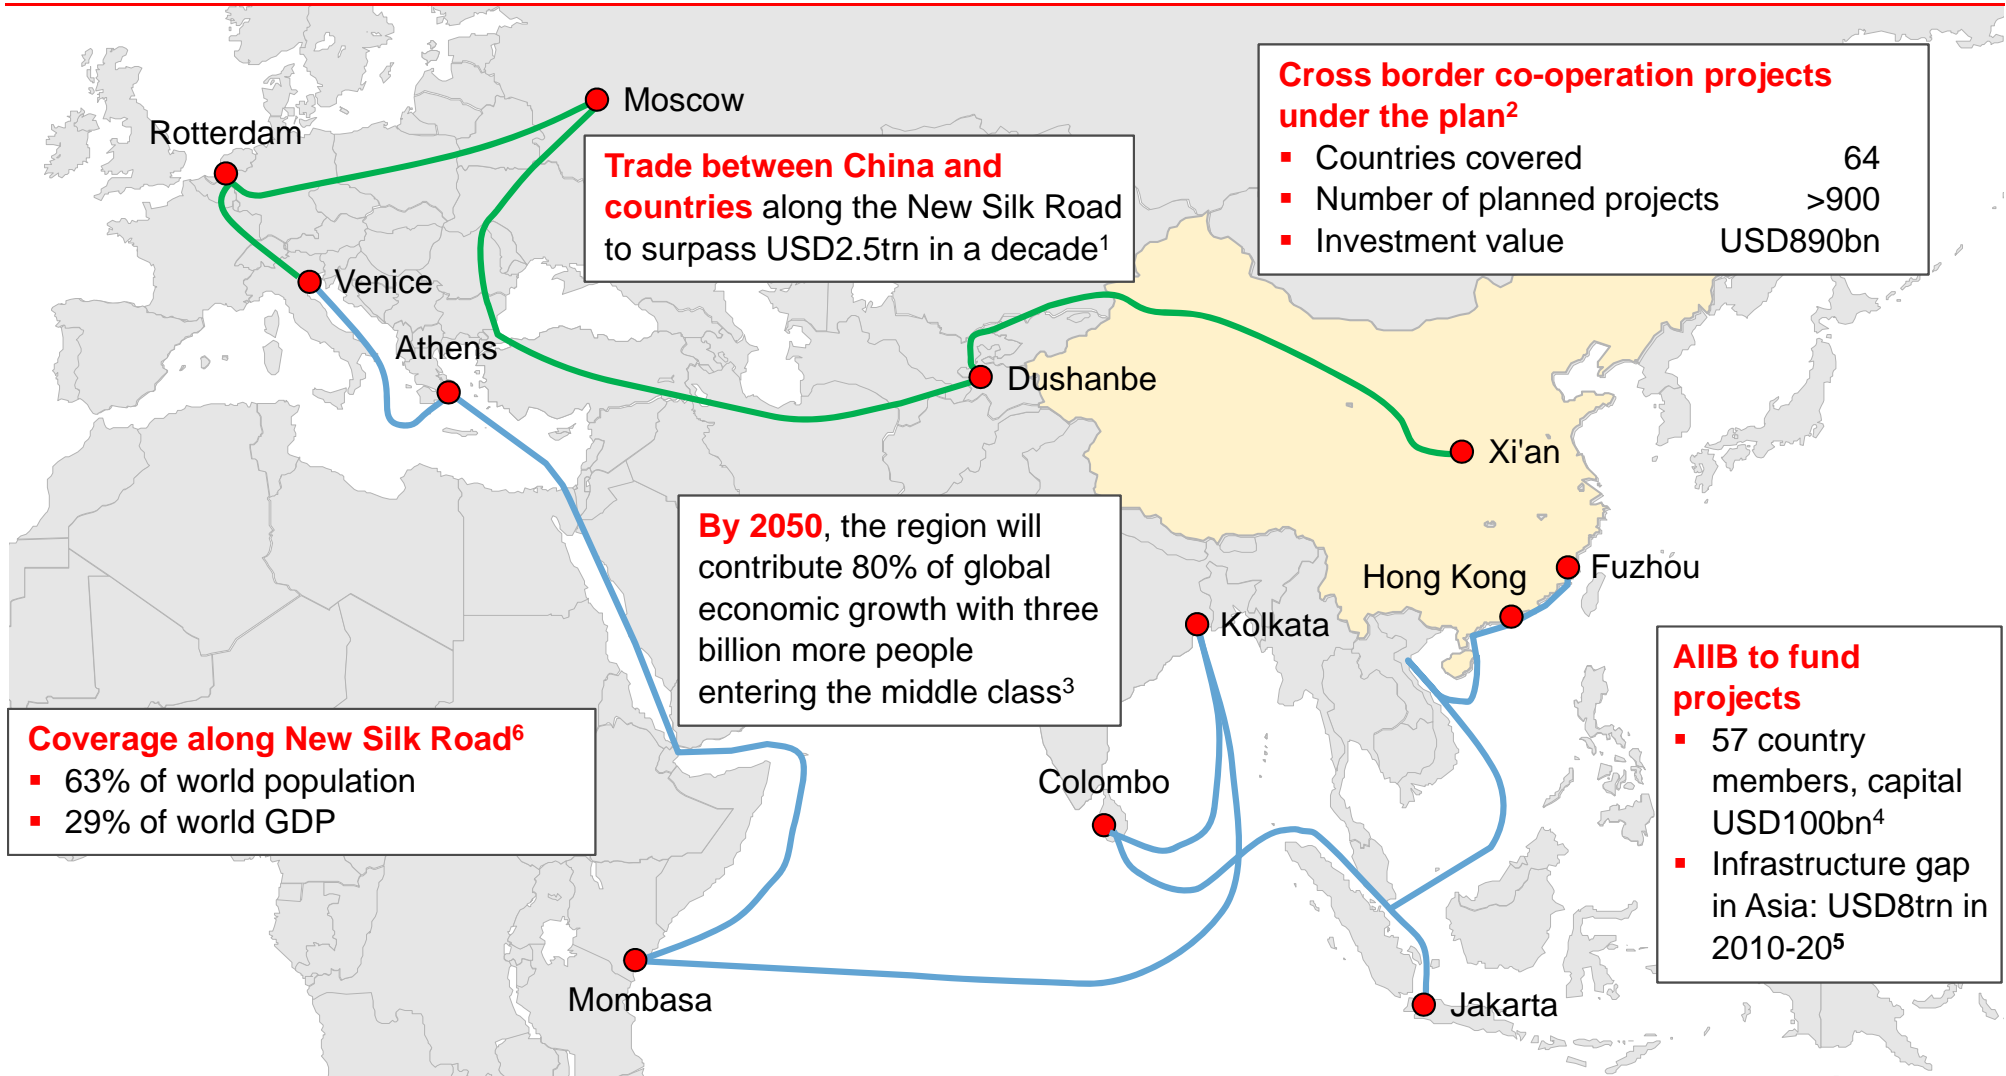 Moscow
Rotterdam
Venice
Athens
Trade between China and
countries along the New Silk Road
to surpass USD2.5trn in a decade¹
Cross border co-operation projects
under the plan²
▪ Countries covered 64
▪ Number of planned projects >900
▪ Investment value USD890bn
Dushanbe
Xi'an
By 2050, the region will
contribute 80% of global
economic growth with three
billion more people
entering the middle class³
Fuzhou
Hong Kong
Kolkata
Coverage along New Silk Road⁶
▪ 63% of world population
▪ 29% of world GDP
Colombo
AIIB to fund
projects
▪ 57 country
members, capital
USD100bn⁴
▪ Infrastructure gap
in Asia: USD8trn in
2010-20⁵
Mombasa
Jakarta